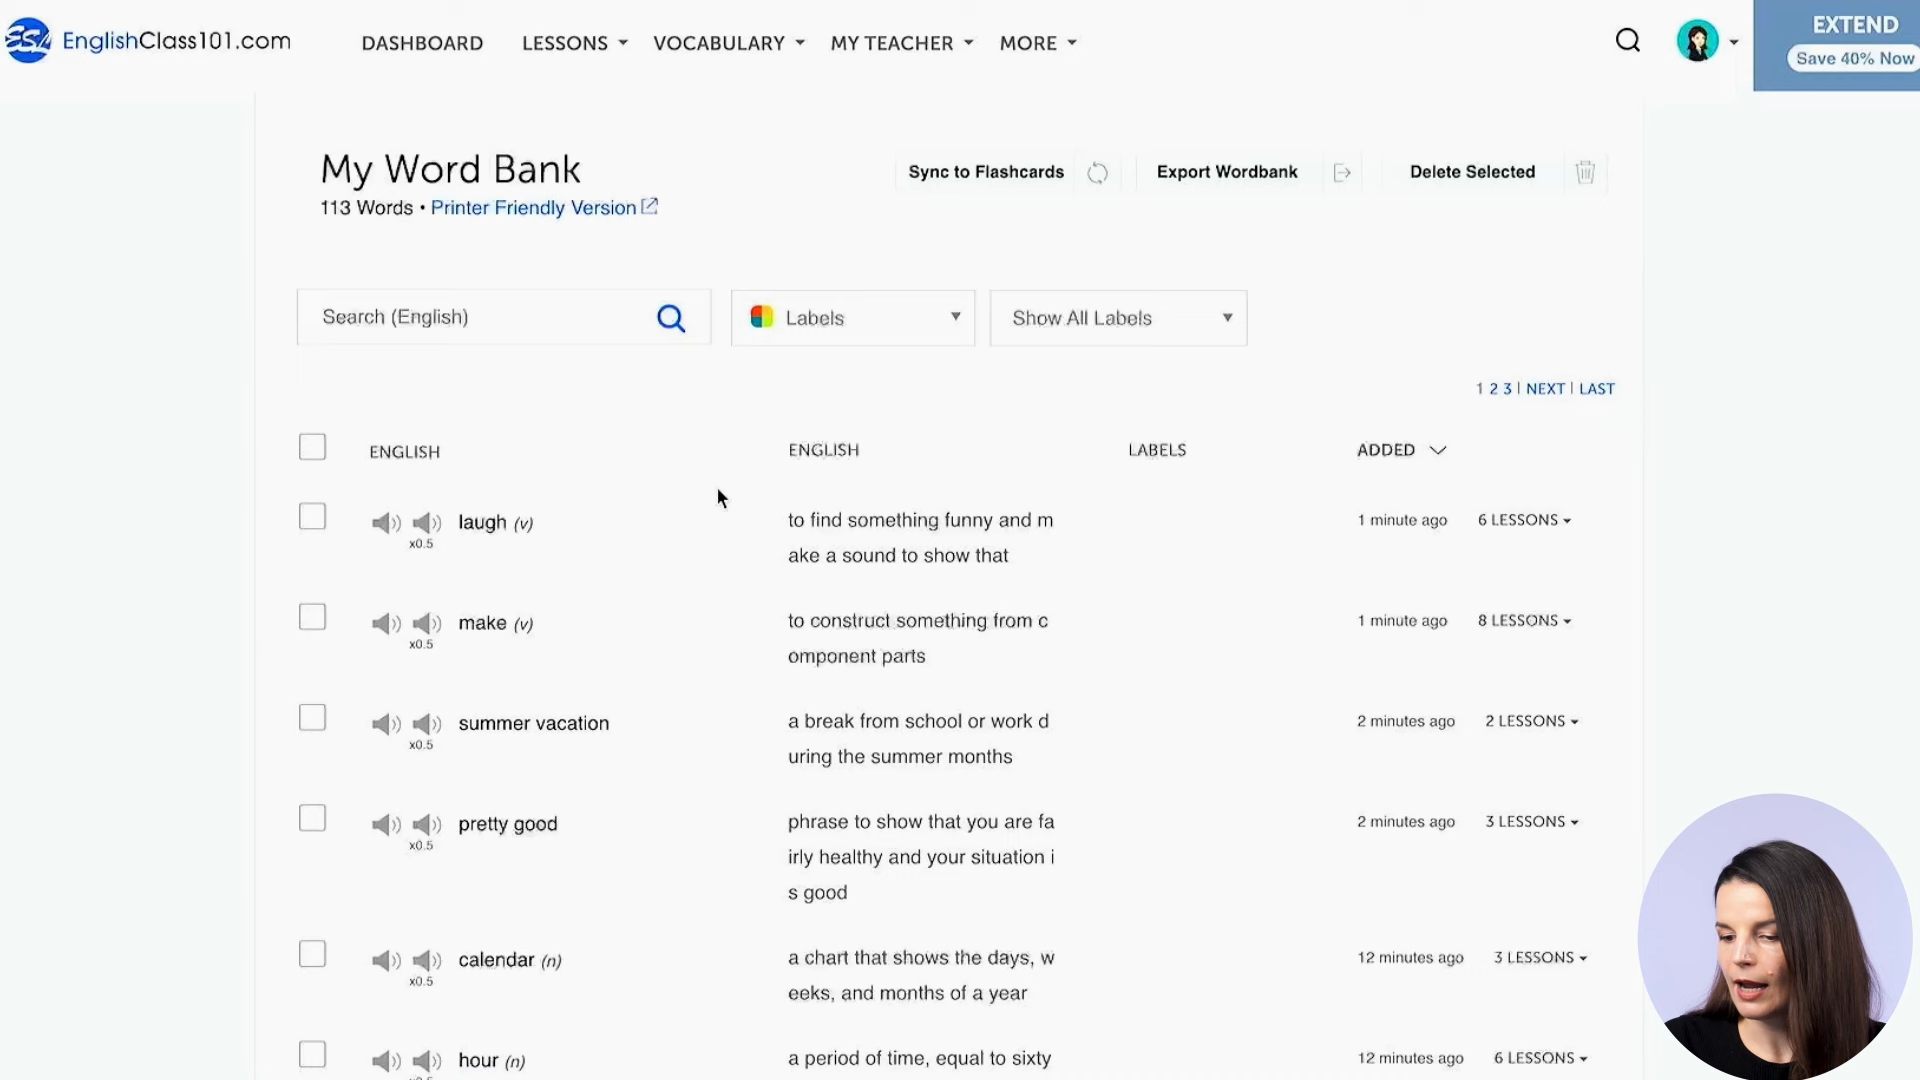 ESL EnglishClass101.com DASHBOARD LESSONS VOCABULARY MY TEACHER MORE EXTEND
Save 40% Now
My Word Bank Sync to Flashcards Export Wordbank Delete Selected
113 Words • Printer Friendly Version
Search (English) Labels Show All Labels
1 2 3 | NEXT | LAST
ENGLISH ENGLISH LABELS ADDED
laugh (v) to find something funny and m 1 minute ago 6 LESSONS
x0.5 ake a sound to show that
make (v) to construct something from c 1 minute ago 8 LESSONS
x0.5 omponent parts
summer vacation a break from school or work d 2 minutes ago 2 LESSONS
x0.5 uring the summer months
pretty good phrase to show that you are fa 2 minutes ago 3 LESSONS
x0.5 irly healthy and your situation i
s good
calendar (n) a chart that shows the days, w 12 minutes ago 3 LESSONS
x0.5 eeks, and months of a year
hour (n) a period of time, equal to sixty 12 minutes ago 6 LESSONS